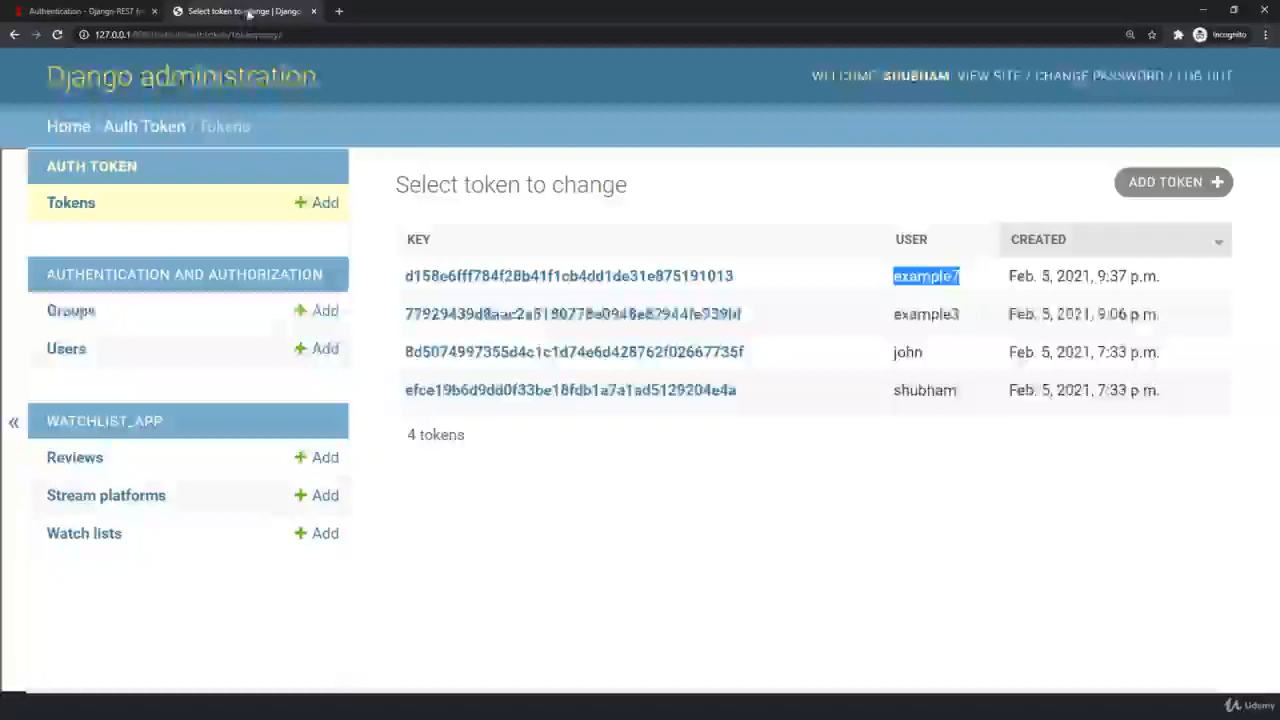 Authentication - Django REST fr
Select token to change | Django
127.0.0.1
Incognito
Django administration
WELCOME, SHUBHAM. VIEW SITE / CHANGE PASSWORD / LOG OUT
Home Auth Token / Tokens
AUTH TOKEN
Tokens + Add
AUTHENTICATION AND AUTHORIZATION
Groups + Add
Users + Add
WATCHLIST_APP
Reviews + Add
Stream platforms + Add
Watch lists + Add
«
Select token to change
ADD TOKEN +
KEY USER CREATED
example7 Feb. 5, 2021, 9:37 p.m.
example3 Feb. 5, 2021, 9:06 p.m.
8d5074997355d4c1c1d74e6d428762f02667735f john Feb. 5, 2021, 7:33 p.m.
shubham Feb. 5, 2021, 7:33 p.m.
4 tokens
Udemy